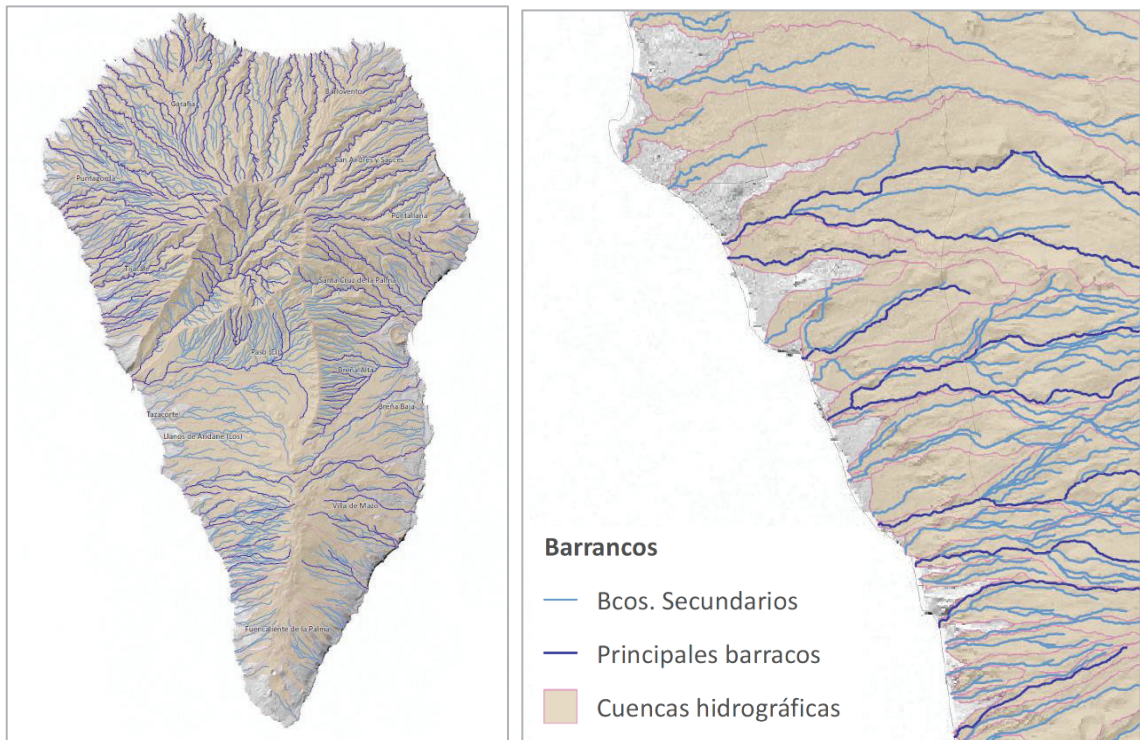 Garafía
Barlovento
San Andres y Sauces
Puntagorda
Puntallana
Tijarafe
Santa Cruz de la Palma
Paso (El)
Breña Alta
Breña Baja
Tazacorte
Llanos de Aridane (Los)
Villa de Mazo
Fuencaliente de la Palma
Barrancos
Bcos. Secundarios
Principales barracos
Cuencas hidrográficas